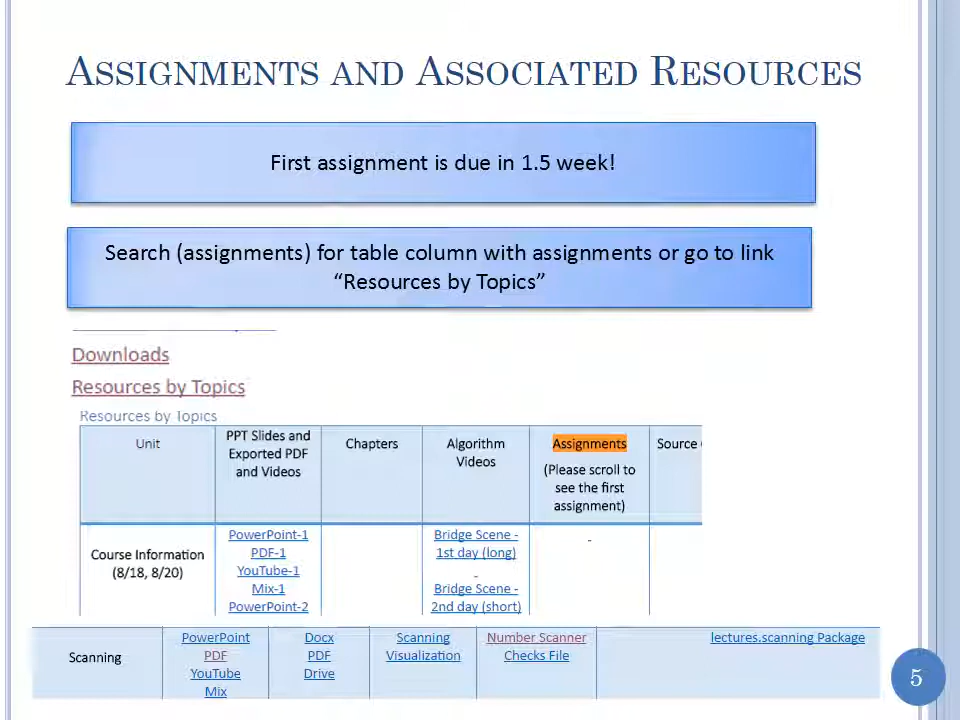 ASSIGNMENTS AND ASSOCIATED RESOURCES
First assignment is due in 1.5 week!
Search (assignments) for table column with assignments or go to link
“Resources by Topics”
Downloads
Resources by Topics
Resources by Topics
Unit
PPT Slides and
Exported PDF
and Videos
Chapters
Algorithm
Videos
Assignments
(Please scroll to
see the first
assignment)
Source
Course Information
(8/18, 8/20)
PowerPoint-1
PDF-1
YouTube-1
Mix-1
PowerPoint-2
Bridge Scene -
1st day (long)
-
Bridge Scene -
2nd day (short)
-
Scanning
PowerPoint
PDF
YouTube
Mix
Docx
PDF
Drive
Scanning
Visualization
Number Scanner
Checks File
lectures.scanning Package
5